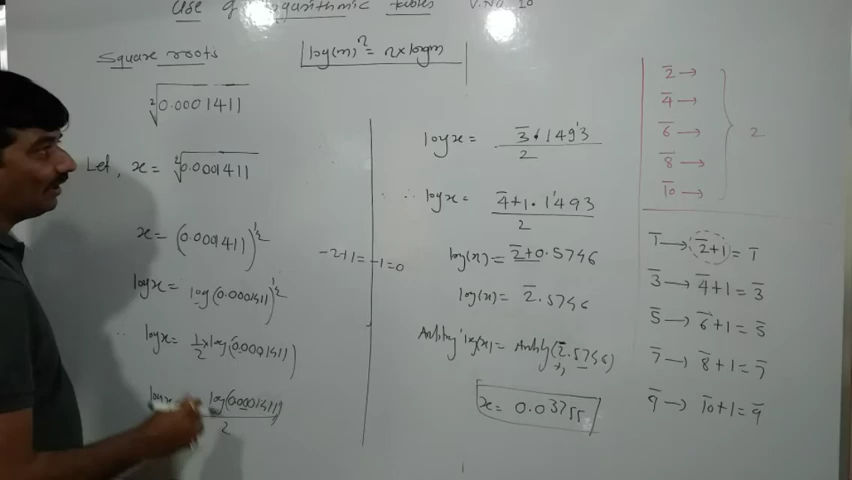 Use of Logarithmic tables V.No. 20
Square roots
log(m)ⁿ = n×logm
²√0.0001411
Let, x = ²√0.0001411
x = (0.0001411)^½
logx = log(0.0001411)^½
∴ logx = ½×log(0.0001411)
logx = log(0.0001411)
2
-2+1 = -1 = 0
logx = 3̅.1493
2
∴ logx = 4̅+1.1493
2
log(x) = 2̅+0.5746
log(x) = 2̅.5746
Antilog log(x) = Antilog(2̅.5746)
+1
x = 0.03755
2̅ →
4̅ →
6̅ → 2
8̅ →
1̅0̅ →
1̅ → 2̅+1 = 1̅
3̅ → 4̅+1 = 3̅
5̅ → 6̅+1 = 5̅
7̅ → 8̅+1 = 7̅
9̅ → 1̅0̅+1 = 9̅